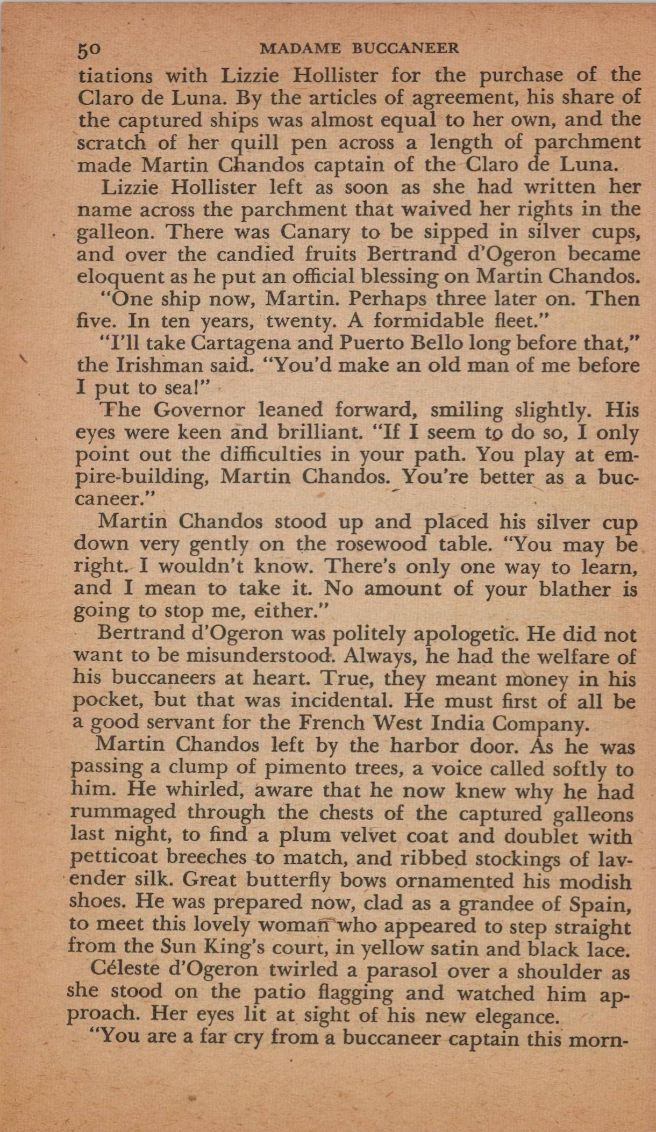 50 MADAME BUCCANEER
tiations with Lizzie Hollister for the purchase of the
Claro de Luna. By the articles of agreement, his share of
the captured ships was almost equal to her own, and the
scratch of her quill pen across a length of parchment
made Martin Chandos captain of the Claro de Luna.
Lizzie Hollister left as soon as she had written her
name across the parchment that waived her rights in the
galleon. There was Canary to be sipped in silver cups,
and over the candied fruits Bertrand d'Ogeron became
eloquent as he put an official blessing on Martin Chandos.
"One ship now, Martin. Perhaps three later on. Then
five. In ten years, twenty. A formidable fleet."
"I'll take Cartagena and Puerto Bello long before that,"
the Irishman said. "You'd make an old man of me before
I put to sea!"
The Governor leaned forward, smiling slightly. His
eyes were keen and brilliant. "If I seem to do so, I only
point out the difficulties in your path. You play at em-
pire-building, Martin Chandos. You're better as a buc-
caneer."
Martin Chandos stood up and placed his silver cup
down very gently on the rosewood table. "You may be
right. I wouldn't know. There's only one way to learn,
and I mean to take it. No amount of your blather is
going to stop me, either."
Bertrand d'Ogeron was politely apologetic. He did not
want to be misunderstood. Always, he had the welfare of
his buccaneers at heart. True, they meant money in his
pocket, but that was incidental. He must first of all be
a good servant for the French West India Company.
Martin Chandos left by the harbor door. As he was
passing a clump of pimento trees, a voice called softly to
him. He whirled, aware that he now knew why he had
rummaged through the chests of the captured galleons
last night, to find a plum velvet coat and doublet with
petticoat breeches to match, and ribbed stockings of lav-
ender silk. Great butterfly bows ornamented his modish
shoes. He was prepared now, clad as a grandee of Spain,
to meet this lovely woman who appeared to step straight
from the Sun King's court, in yellow satin and black lace.
Céleste d'Ogeron twirled a parasol over a shoulder as
she stood on the patio flagging and watched him ap-
proach. Her eyes lit at sight of his new elegance.
"You are a far cry from a buccaneer captain this morn-